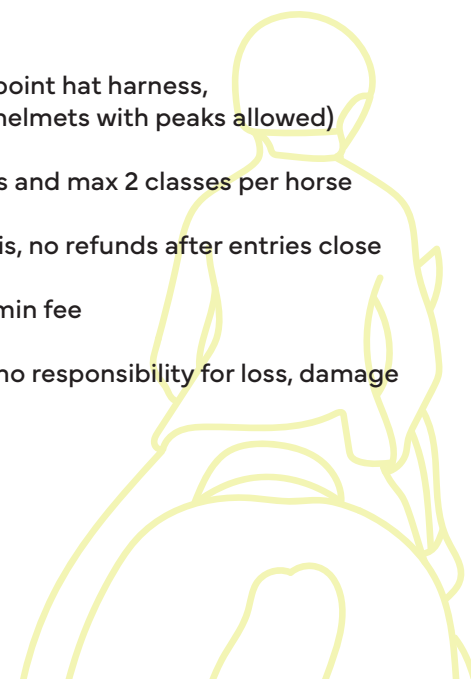 point hat harness,
helmets with peaks allowed)
s and max 2 classes per horse
is, no refunds after entries close
min fee
no responsibility for loss, damage